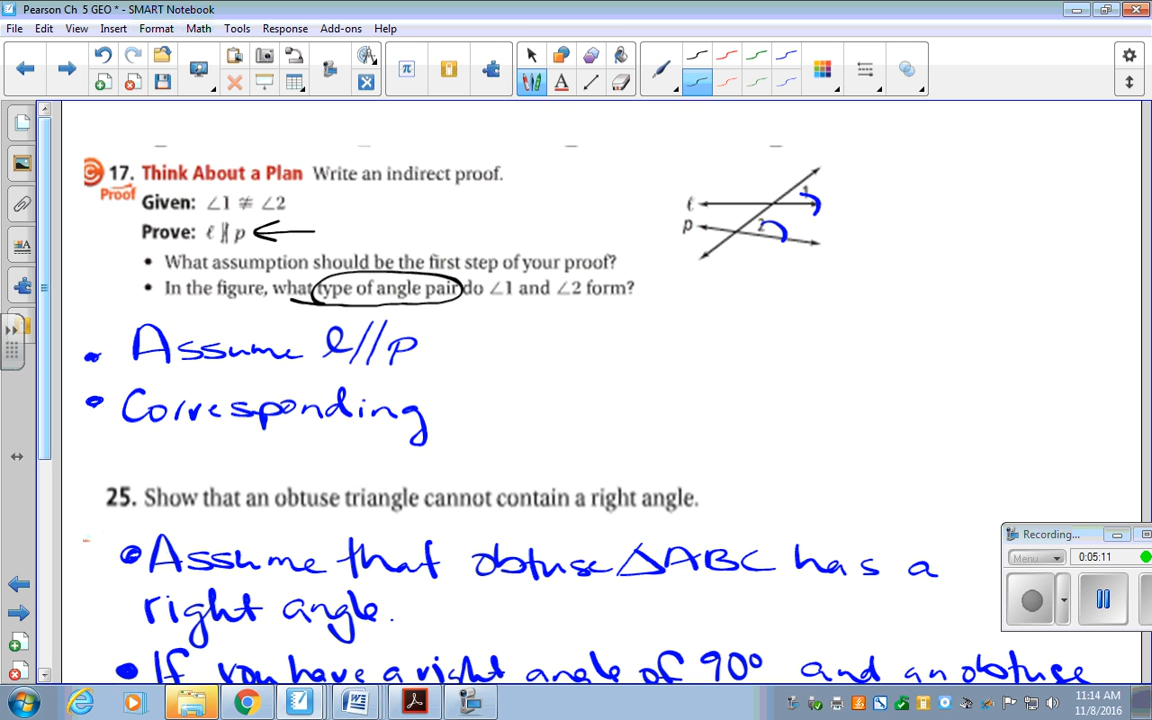 Pearson Ch 5 GEO * - SMART Notebook
File Edit View Insert Format Math Tools Response Add-ons Help
17. Think About a Plan Write an indirect proof.
Proof
Given: ∠1 ≇ ∠2
Prove: ℓ ∦ p
• What assumption should be the first step of your proof?
• In the figure, what type of angle pair do ∠1 and ∠2 form?
ℓ
1
p
2
• Assume ℓ//p
• Corresponding
25. Show that an obtuse triangle cannot contain a right angle.
• Assume that obtuse △ABC has a
right angle.
• If you have a right angle of 90° and an obtuse
Recording...
Menu
0:05:11
11:14 AM
11/8/2016